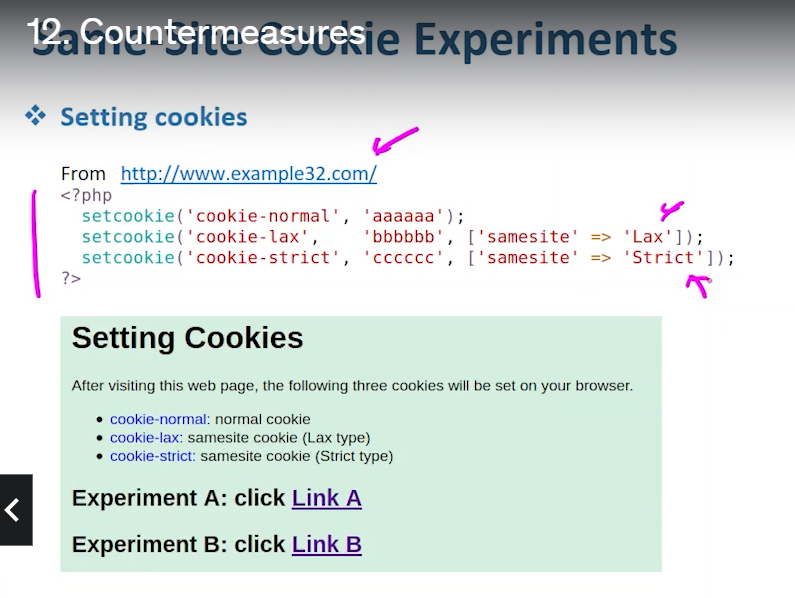 12. Countermeasures
Same-Site Cookie Experiments
❖ Setting cookies
From http://www.example32.com/
<?php
setcookie('cookie-normal', 'aaaaaa');
setcookie('cookie-lax', 'bbbbbb', ['samesite' => 'Lax']);
setcookie('cookie-strict', 'cccccc', ['samesite' => 'Strict']);
?>
Setting Cookies
After visiting this web page, the following three cookies will be set on your browser.
• cookie-normal: normal cookie
• cookie-lax: samesite cookie (Lax type)
• cookie-strict: samesite cookie (Strict type)
Experiment A: click Link A
Experiment B: click Link B